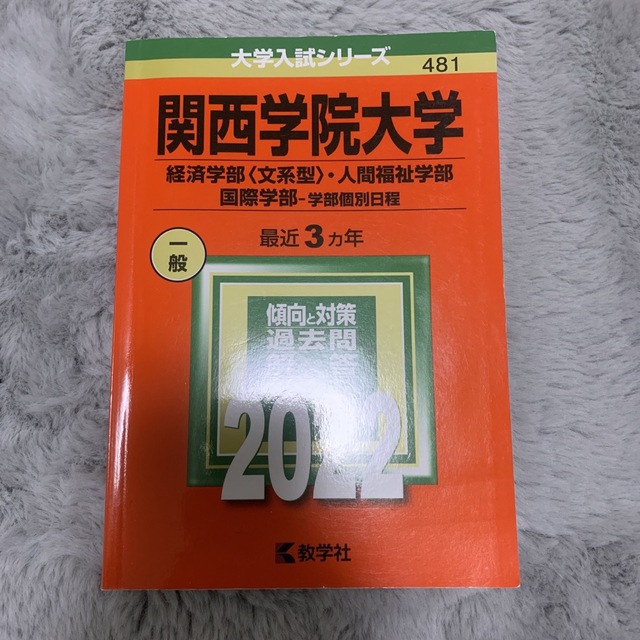 大学入試シリーズ
481
関西学院大学
経済学部〈文系型〉・人間福祉学部
国際学部-学部個別日程
一般
最近3カ年
傾向と対策
過去問
2022
教学社